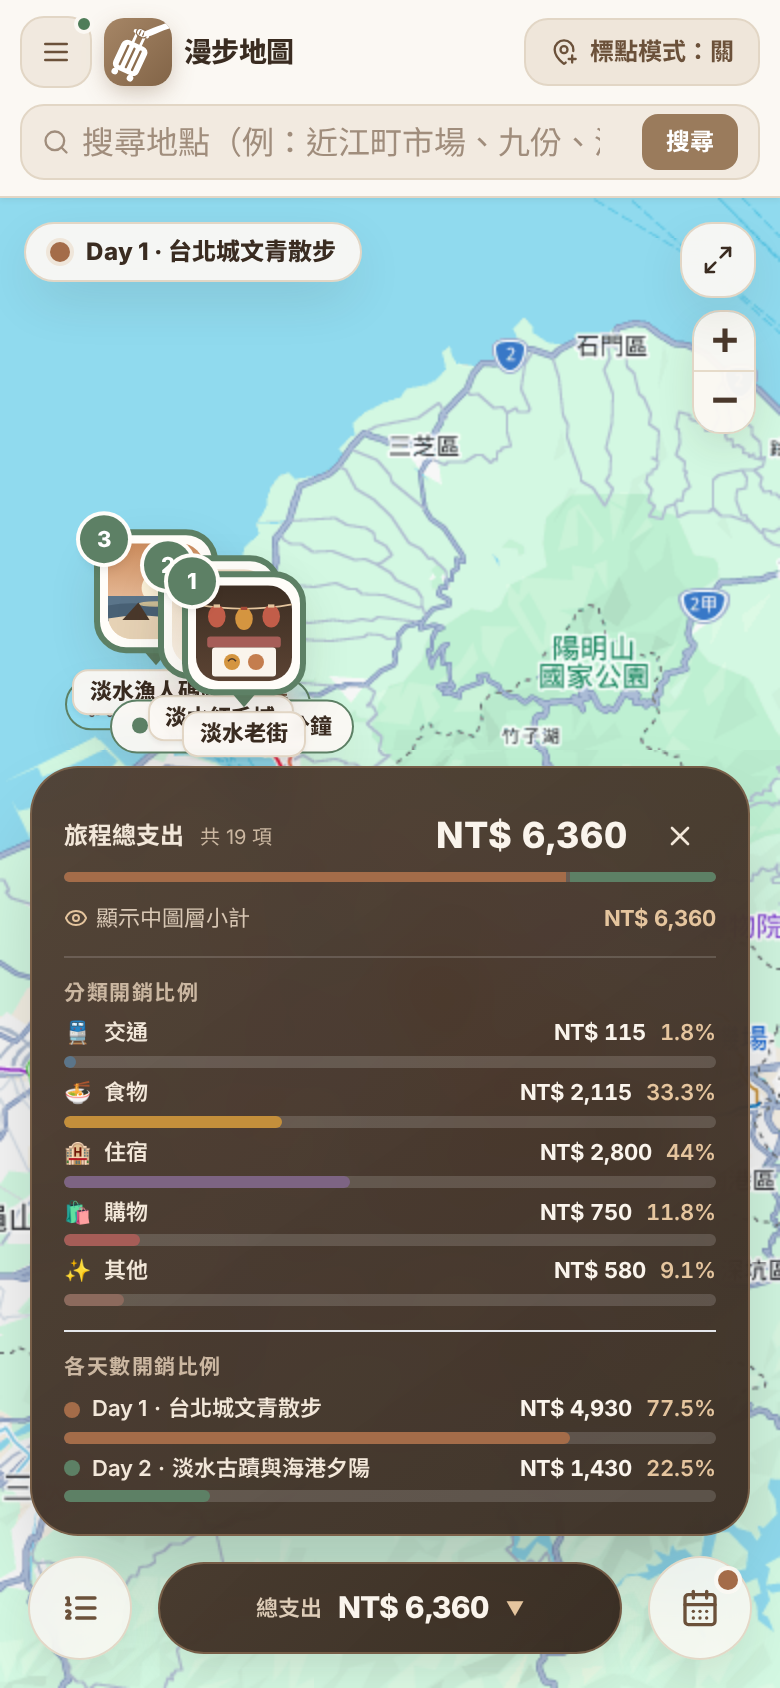 漫步地圖
標點模式：關
搜尋地點（例：近江町市場、九份、
搜尋
Day 1 · 台北城文青散步
2
石門區
三芝區
2甲
陽明山
國家公園
竹子湖
3
2
1
淡水漁人碼
淡水老街
鐘
旅程總支出 共 19 項 NT$ 6,360
顯示中圖層小計 NT$ 6,360
分類開銷比例
交通 NT$ 115 1.8%
食物 NT$ 2,115 33.3%
住宿 NT$ 2,800 44%
購物 NT$ 750 11.8%
其他 NT$ 580 9.1%
各天數開銷比例
Day 1 · 台北城文青散步 NT$ 4,930 77.5%
Day 2 · 淡水古蹟與海港夕陽 NT$ 1,430 22.5%
總支出 NT$ 6,360 ▼